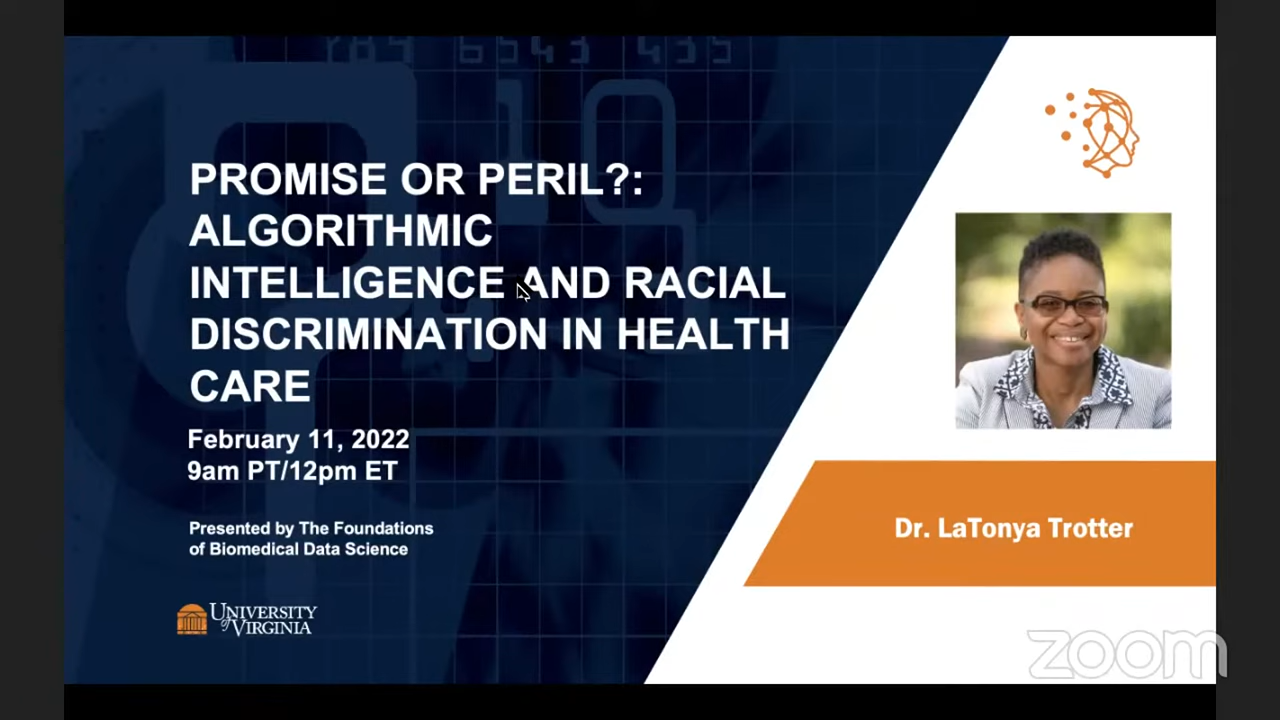 PROMISE OR PERIL?:
ALGORITHMIC
INTELLIGENCE AND RACIAL
DISCRIMINATION IN HEALTH
CARE
February 11, 2022
9am PT/12pm ET
Presented by The Foundations
of Biomedical Data Science
UNIVERSITY
of VIRGINIA
Dr. LaTonya Trotter
zoom